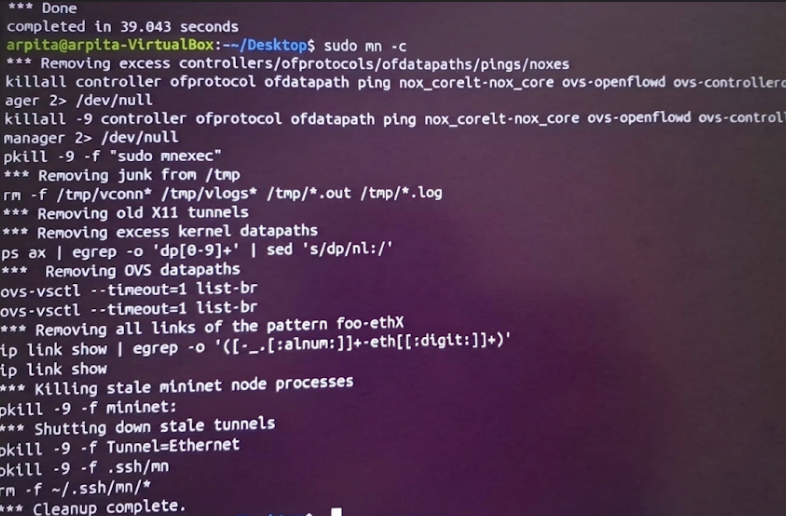 *** Done
completed in 39.043 seconds
arpita@arpita-VirtualBox:~~/Desktop$ sudo mn -c
*** Removing excess controllers/ofprotocols/ofdatapaths/pings/noxes
killall controller ofprotocol ofdatapath ping nox_corelt-nox_core ovs-openflowd ovs-controllerd
ager 2> /dev/null
killall -9 controller ofprotocol ofdatapath ping nox_corelt-nox_core ovs-openflowd ovs-controll
manager 2> /dev/null
pkill -9 -f "sudo mnexec"
*** Removing junk from /tmp
rm -f /tmp/vconn* /tmp/vlogs* /tmp/*.out /tmp/*.log
*** Removing old X11 tunnels
*** Removing excess kernel datapaths
ps ax | egrep -o 'dp[0-9]+' | sed 's/dp/nl:/'
***  Removing OVS datapaths
ovs-vsctl --timeout=1 list-br
ovs-vsctl --timeout=1 list-br
*** Removing all links of the pattern foo-ethX
ip link show | egrep -o '([-_.[:alnum:]]+-eth[[:digit:]]+)'
ip link show
*** Killing stale mininet node processes
pkill -9 -f mininet:
*** Shutting down stale tunnels
pkill -9 -f Tunnel=Ethernet
pkill -9 -f .ssh/mn
rm -f ~/.ssh/mn/*
*** Cleanup complete.